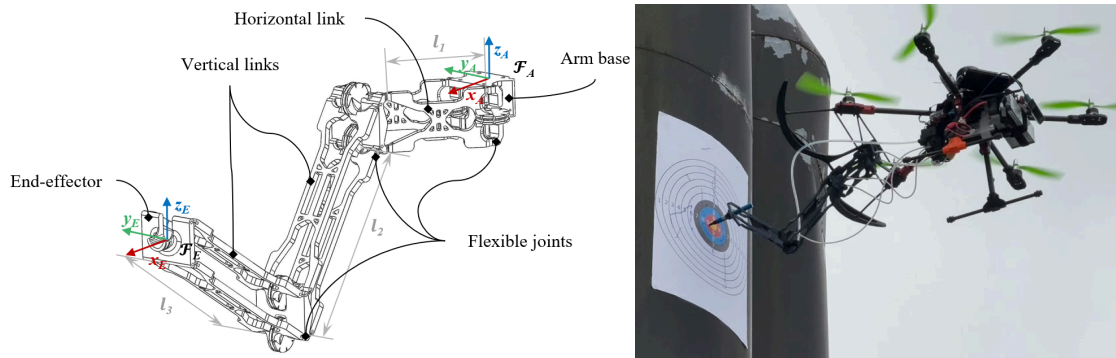 Horizontal link
Vertical links
l1
zA
yA
xA
ℱA
Arm base
End-effector
zE
yE
xE
ℱE
l2
Flexible joints
l3